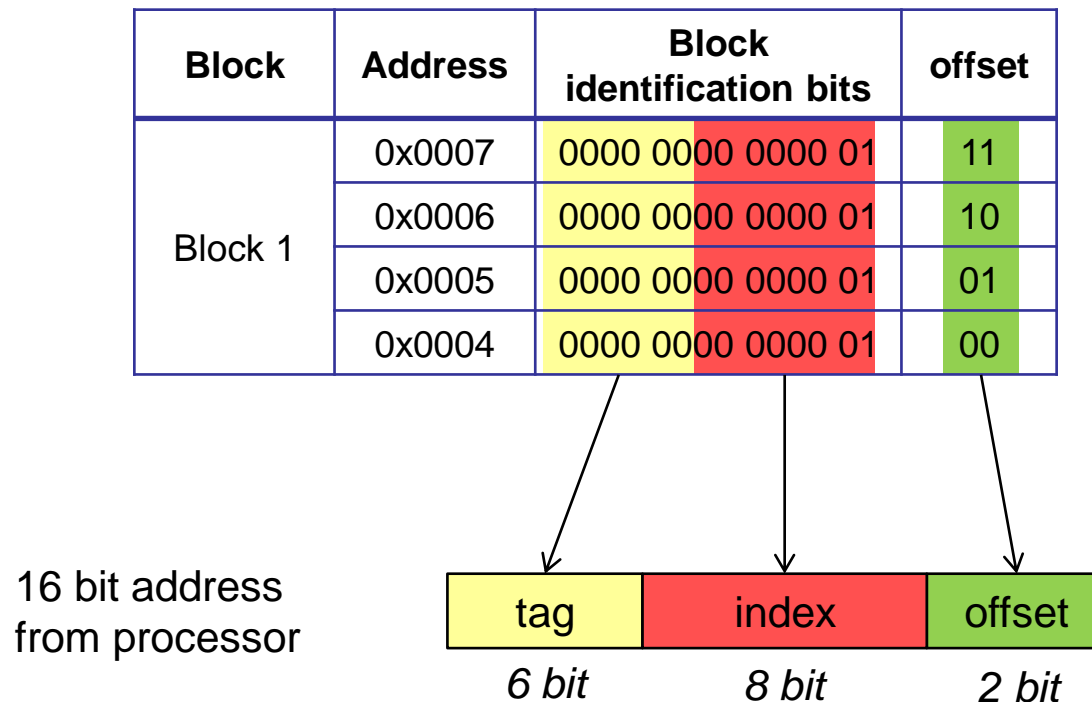 Block Address Block identification bits offset
Block 1
0x0007 0000 0000 0000 01 11
0x0006 0000 0000 0000 01 10
0x0005 0000 0000 0000 01 01
0x0004 0000 0000 0000 01 00
16 bit address
from processor
tag index offset
6 bit 8 bit 2 bit